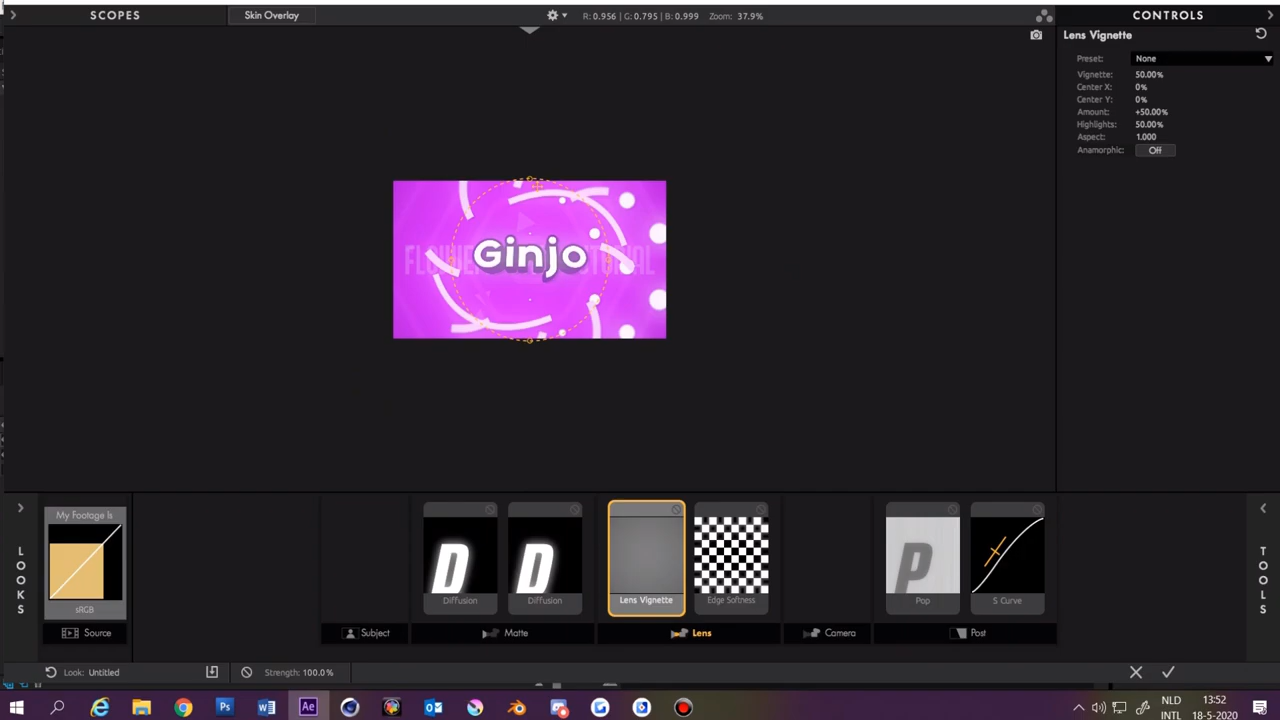 SCOPES
Skin Overlay
R: 0.956 | G: 0.795 | B: 0.999 Zoom: 37.9%
CONTROLS
Lens Vignette
Preset: None
Vignette: 50.00%
Center X: 0%
Center Y: 0%
Amount: +50.00%
Highlights: 50.00%
Aspect: 1.000
Anamorphic: Off
Ginjo
LOOKS
My Footage Is
sRGB
Source
D
Diffusion
D
Diffusion
Lens Vignette
Edge Softness
P
Pop
S Curve
Subject
Matte
Lens
Camera
Post
TOOLS
Look: Untitled
Strength: 100.0%
Ps
Ae
NLD
INTL
13:52
18-5-2020